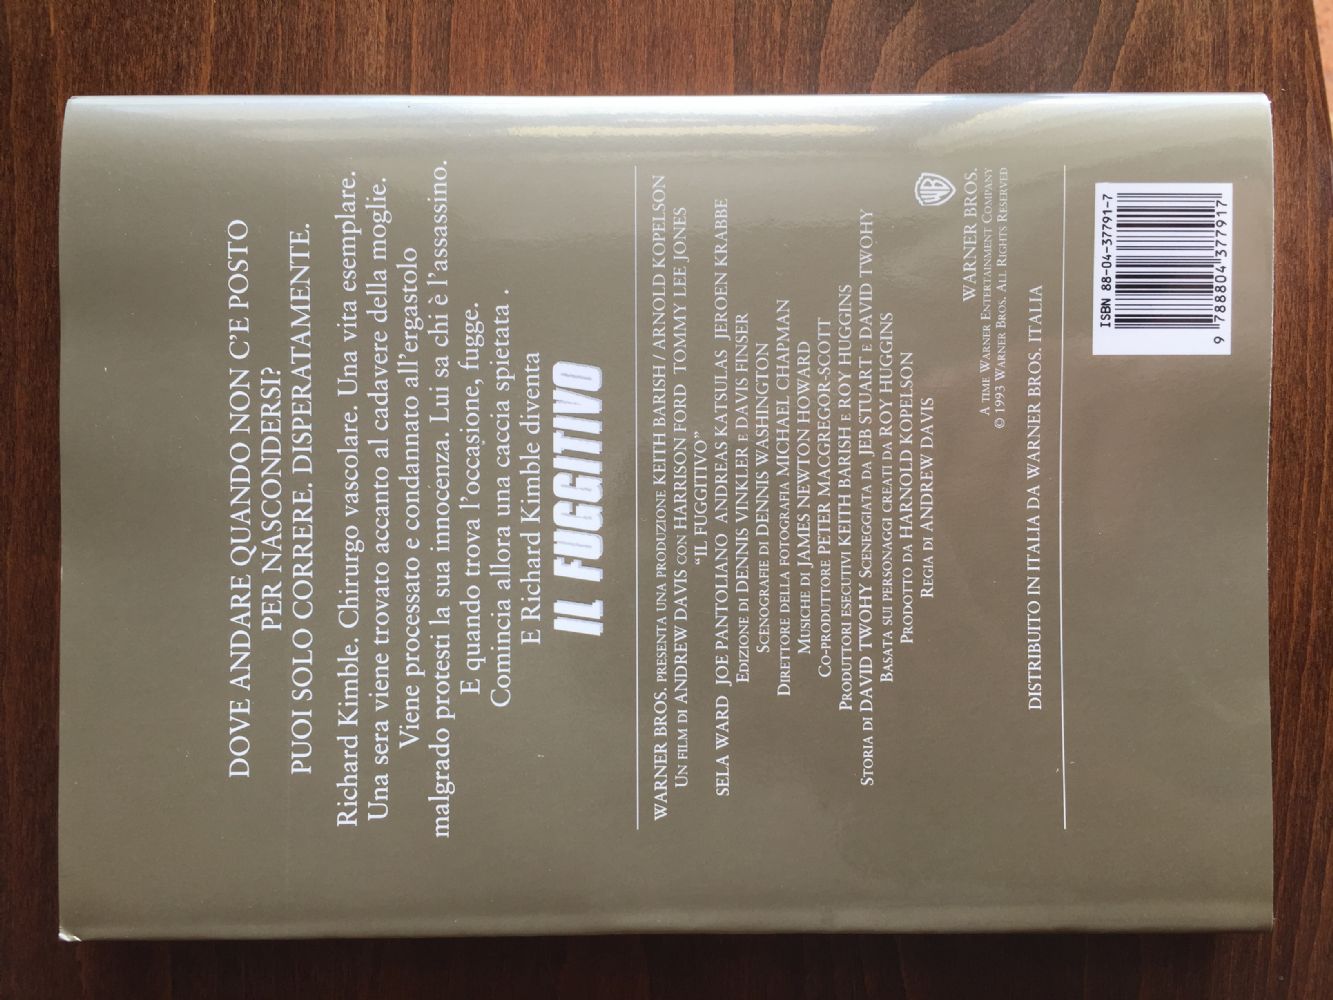 DOVE ANDARE QUANDO NON C'E POSTO
PER NASCONDERSI?
PUOI SOLO CORRERE. DISPERATAMENTE.
Richard Kimble. Chirurgo vascolare. Una vita esemplare.
Una sera viene trovato accanto al cadavere della moglie.
Viene processato e condannato all'ergastolo
malgrado protesti la sua innocenza. Lui sa chi è l'assassino.
E quando trova l'occasione, fugge.
Comincia allora una caccia spietata .
E Richard Kimble diventa
IL FUGGITIVO
WARNER BROS. PRESENTA UNA PRODUZIONE KEITH BARISH / ARNOLD KOPELSON
UN FILM DI ANDREW DAVIS CON HARRISON FORD TOMMY LEE JONES
"IL FUGGITIVO"
SELA WARD JOE PANTOLIANO ANDREAS KATSULAS JEROEN KRABBE
EDIZIONE DI DENNIS VINKLER E DAVIS FINSER
SCENOGRAFIE DI DENNIS WASHINGTON
DIRETTORE DELLA FOTOGRAFIA MICHAEL CHAPMAN
MUSICHE DI JAMES NEWTON HOWARD
CO-PRODUTTORE PETER MACGREGOR-SCOTT
PRODUTTORI ESECUTIVI KEITH BARISH E ROY HUGGINS
STORIA DI DAVID TWOHY SCENEGGIATA DA JEB STUART E DAVID TWOHY
BASATA SUI PERSONAGGI CREATI DA ROY HUGGINS
PRODOTTO DA HARNOLD KOPELSON
REGIA DI ANDREW DAVIS
WB
WARNER BROS.
A TIME WARNER ENTERTAINMENT COMPANY
© 1993 WARNER BROS. ALL RIGHTS RESERVED
DISTRIBUITO IN ITALIA DA WARNER BROS. ITALIA
ISBN 88-04-37791-7
9 788804 377917